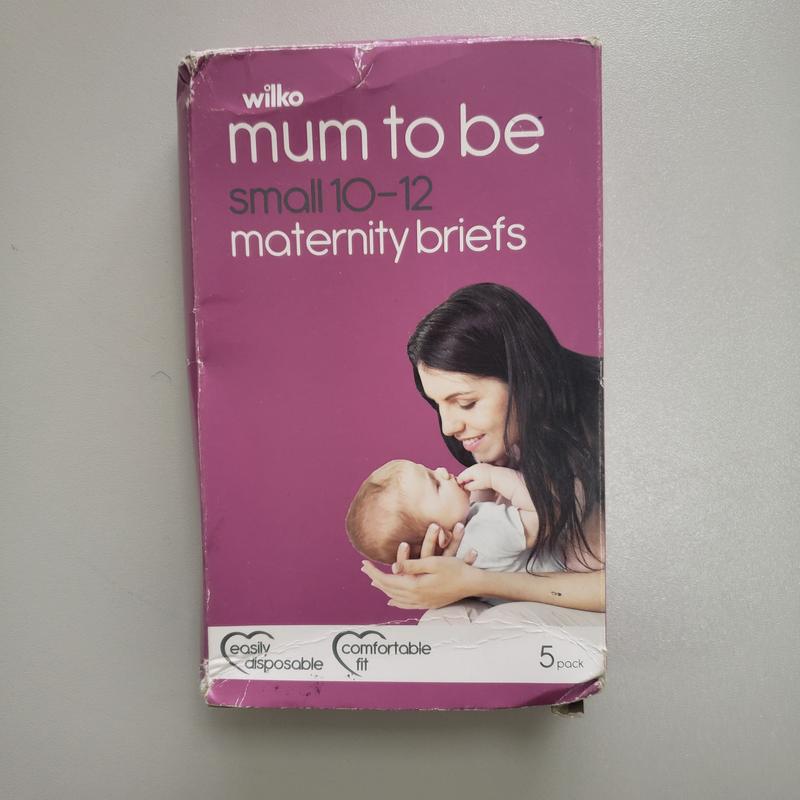 wilko
mum to be
small 10-12
maternity briefs
easily
disposable
comfortable
fit
5 pack